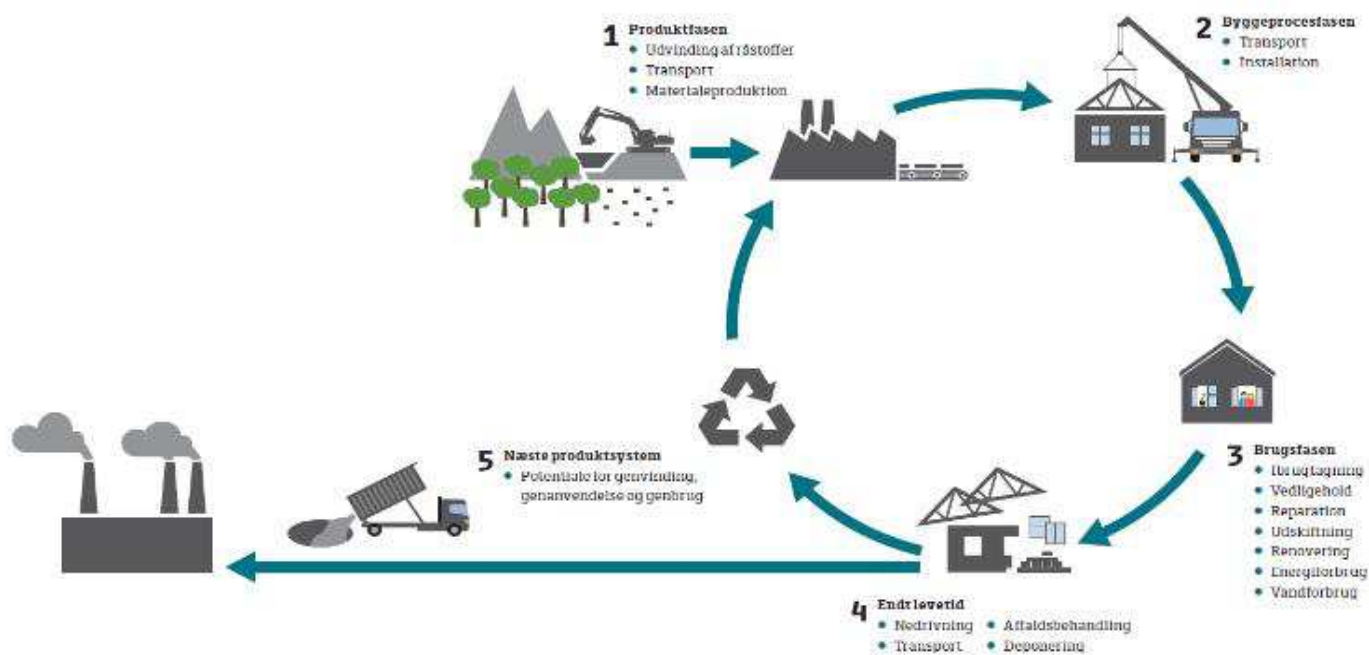 1 Produktfasen
• Udvinding af råstoffer
• Transport
• Materialeproduktion
2 Byggeprocesfasen
• Transport
• Installation
3 Brugsfasen
• Ibrugtagning
• Vedligehold
• Reparation
• Udskiftning
• Renovering
• Energiforbrug
• Vandforbrug
4 Endt levetid
• Nedrivning • Affaldsbehandling
• Transport • Deponering
5 Næste produktsystem
• Potentiale for genvinding,
genanvendelse og genbrug